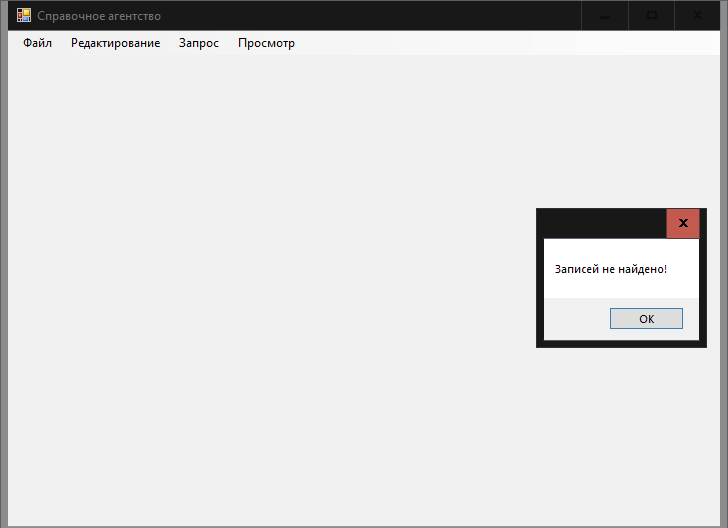 Справочное агентство
Файл Редактирование Запрос Просмотр
Записей не найдено!
OK